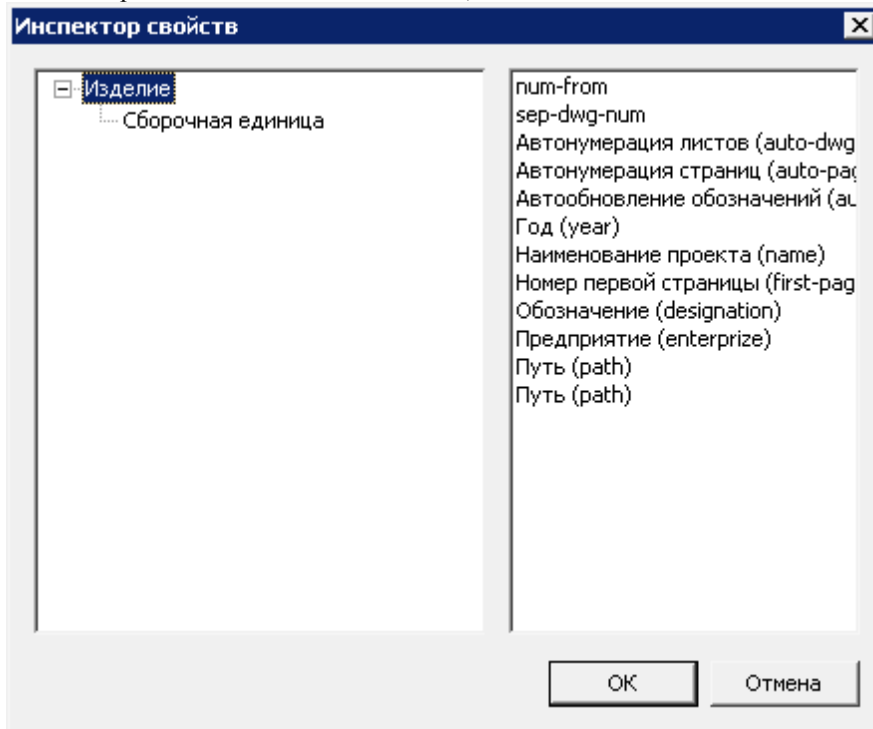 Инспектор свойств
Изделие
Сборочная единица
num-from
sep-dwg-num
Автонумерация листов (auto-dwg
Автонумерация страниц (auto-pag
Автообновление обозначений (au
Год (year)
Наименование проекта (name)
Номер первой страницы (first-pag
Обозначение (designation)
Предприятие (enterprize)
Путь (path)
Путь (path)
ОК
Отмена